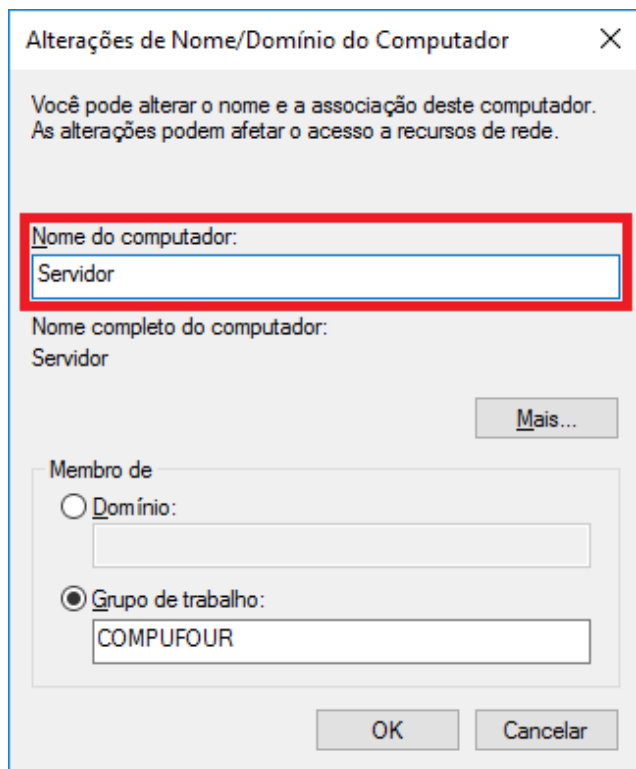 Alterações de Nome/Domínio do Computador
Você pode alterar o nome e a associação deste computador.
As alterações podem afetar o acesso a recursos de rede.
Nome do computador:
Servidor
Nome completo do computador:
Servidor
Mais...
Membro de
Domínio:
Grupo de trabalho:
COMPUFOUR
OK
Cancelar